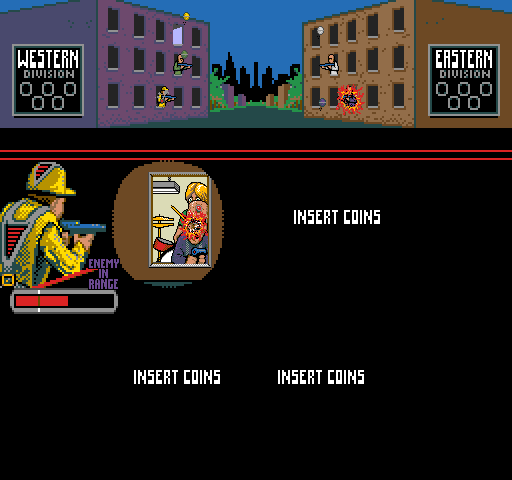 WESTERN
DIVISION
EASTERN
DIVISION
INSERT COINS
ENEMY
IN
RANGE
INSERT COINS
INSERT COINS